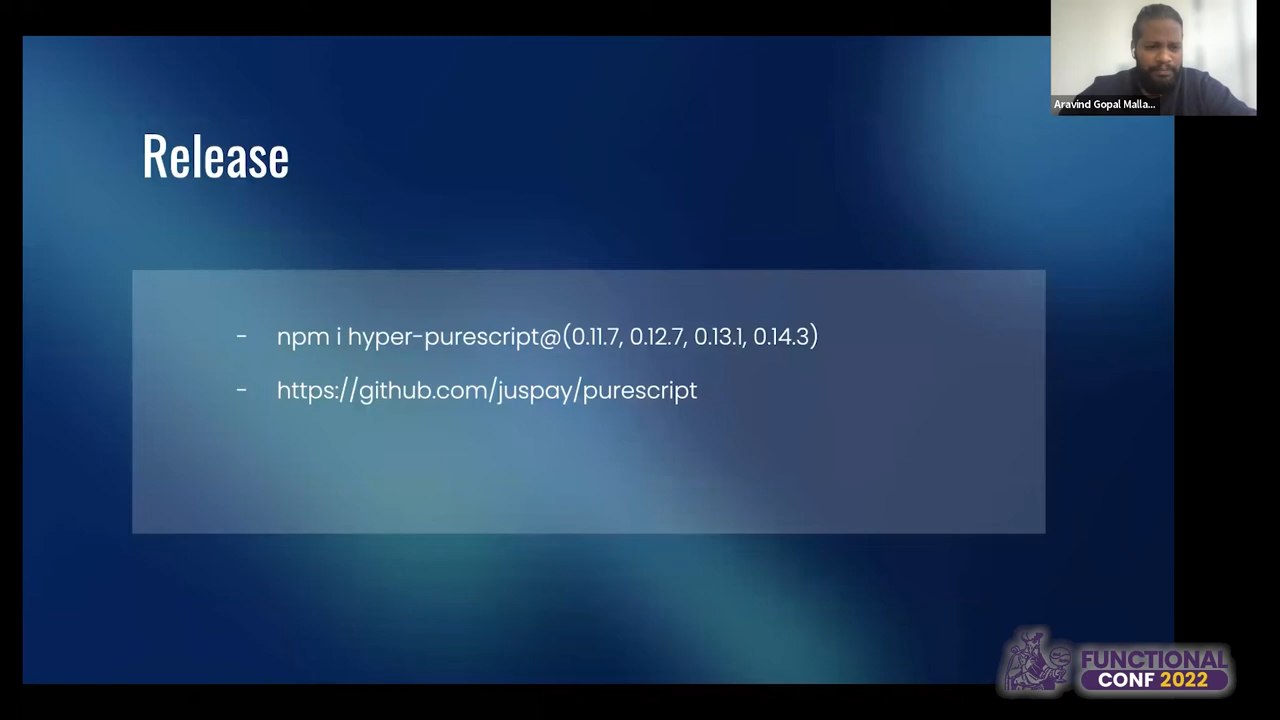 Aravind Gopal Malla...
Release
- npm i hyper-purescript@(0.11.7, 0.12.7, 0.13.1, 0.14.3)
- https://github.com/juspay/purescript
FUNCTIONAL
CONF 2022